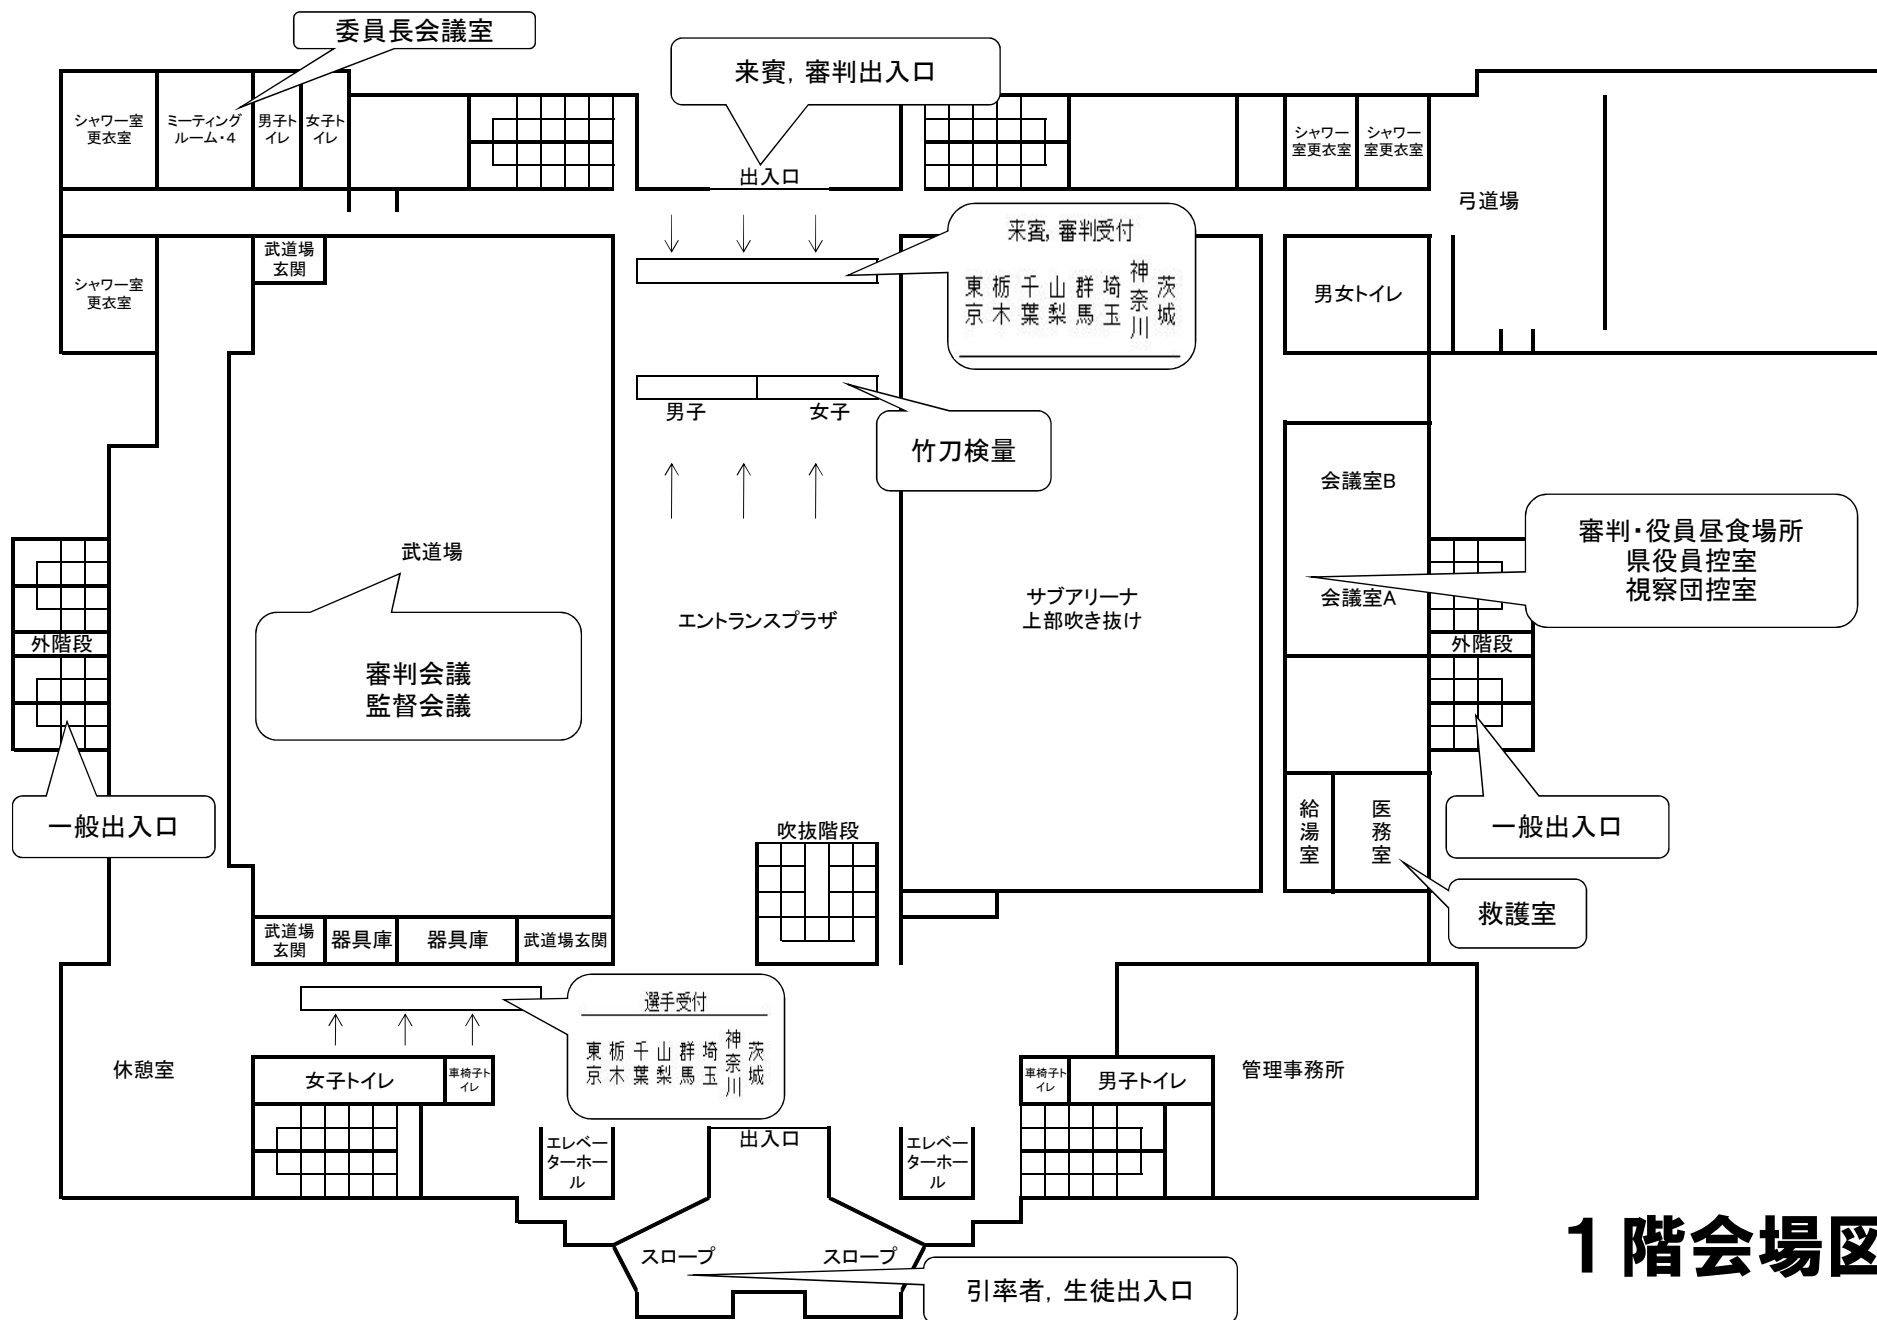 委員長会議室
来賓, 審判出入口
シャワー室
更衣室
ミーティング
ルーム・4
男子ト
イレ
女子ト
イレ
出入口
シャワー
室更衣室
シャワー
室更衣室
弓道場
武道場
玄関
シャワー室
更衣室
来賓, 審判受付
東京
栃木
千葉
山梨
群馬
埼玉
神奈川
茨城
男女トイレ
男子
女子
竹刀検量
会議室B
審判・役員昼食場所
県役員控室
視察団控室
会議室A
武道場
エントランスプラザ
サブアリーナ
上部吹き抜け
外階段
外階段
審判会議
監督会議
一般出入口
吹抜階段
給湯室
医務室
一般出入口
救護室
武道場
玄関
器具庫
器具庫
武道場玄関
選手受付
東京
栃木
千葉
山梨
群馬
埼玉
神奈川
茨城
休憩室
女子トイレ
車椅子ト
イレ
車椅子ト
イレ
男子トイレ
管理事務所
エレベー
ターホー
ル
出入口
エレベー
ターホー
ル
スロープ
スロープ
引率者, 生徒出入口
１階会場図